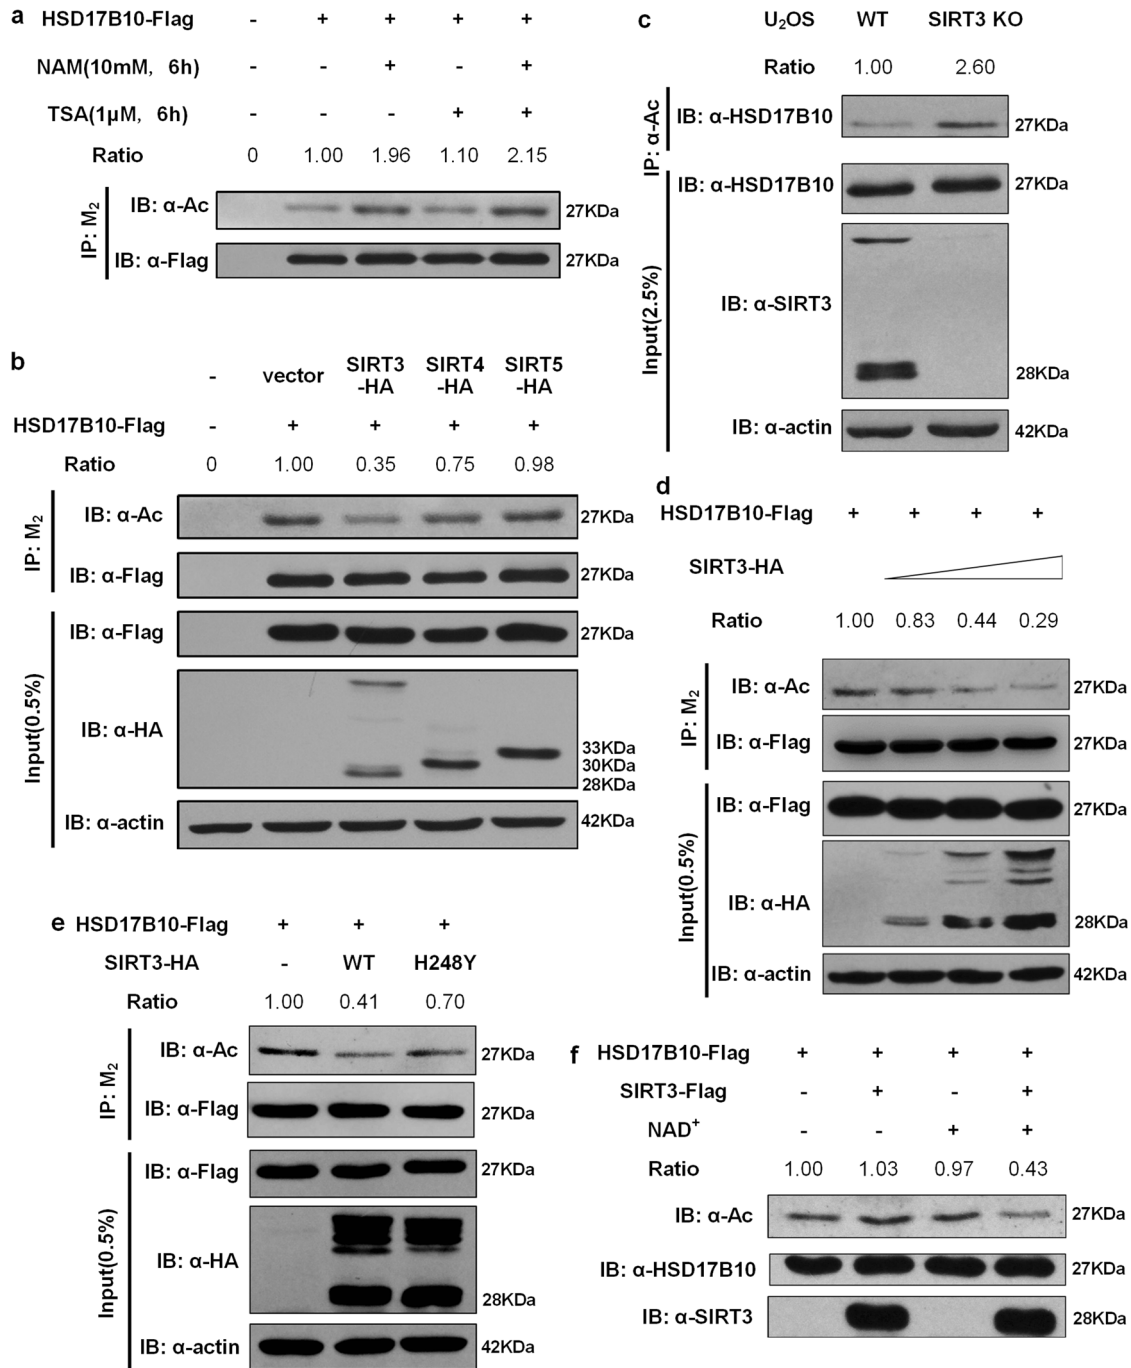 a
HSD17B10-Flag - + + + +
NAM(10mM, 6h) - - + - +
TSA(1μM, 6h) - - - + +
Ratio 0 1.00 1.96 1.10 2.15
IP: M2
IB: α-Ac 27KDa
IB: α-Flag 27KDa
b
- vector SIRT3-HA SIRT4-HA SIRT5-HA
HSD17B10-Flag - + + + +
Ratio 0 1.00 0.35 0.75 0.98
IP: M2
IB: α-Ac 27KDa
IB: α-Flag 27KDa
Input(0.5%)
IB: α-Flag 27KDa
IB: α-HA
33KDa
30KDa
28KDa
IB: α-actin 42KDa
c
U2OS WT SIRT3 KO
Ratio 1.00 2.60
IP: α-Ac
IB: α-HSD17B10 27KDa
Input(2.5%)
IB: α-HSD17B10 27KDa
IB: α-SIRT3
28KDa
IB: α-actin 42KDa
d
HSD17B10-Flag + + + +
SIRT3-HA
Ratio 1.00 0.83 0.44 0.29
IP: M2
IB: α-Ac 27KDa
IB: α-Flag 27KDa
Input(0.5%)
IB: α-Flag 27KDa
IB: α-HA
28KDa
IB: α-actin 42KDa
e
HSD17B10-Flag + + +
SIRT3-HA - WT H248Y
Ratio 1.00 0.41 0.70
IP: M2
IB: α-Ac 27KDa
IB: α-Flag 27KDa
Input(0.5%)
IB: α-Flag 27KDa
IB: α-HA
28KDa
IB: α-actin 42KDa
f
HSD17B10-Flag + + + +
SIRT3-Flag - + - +
NAD+ - - + +
Ratio 1.00 1.03 0.97 0.43
IB: α-Ac 27KDa
IB: α-HSD17B10 27KDa
IB: α-SIRT3 28KDa